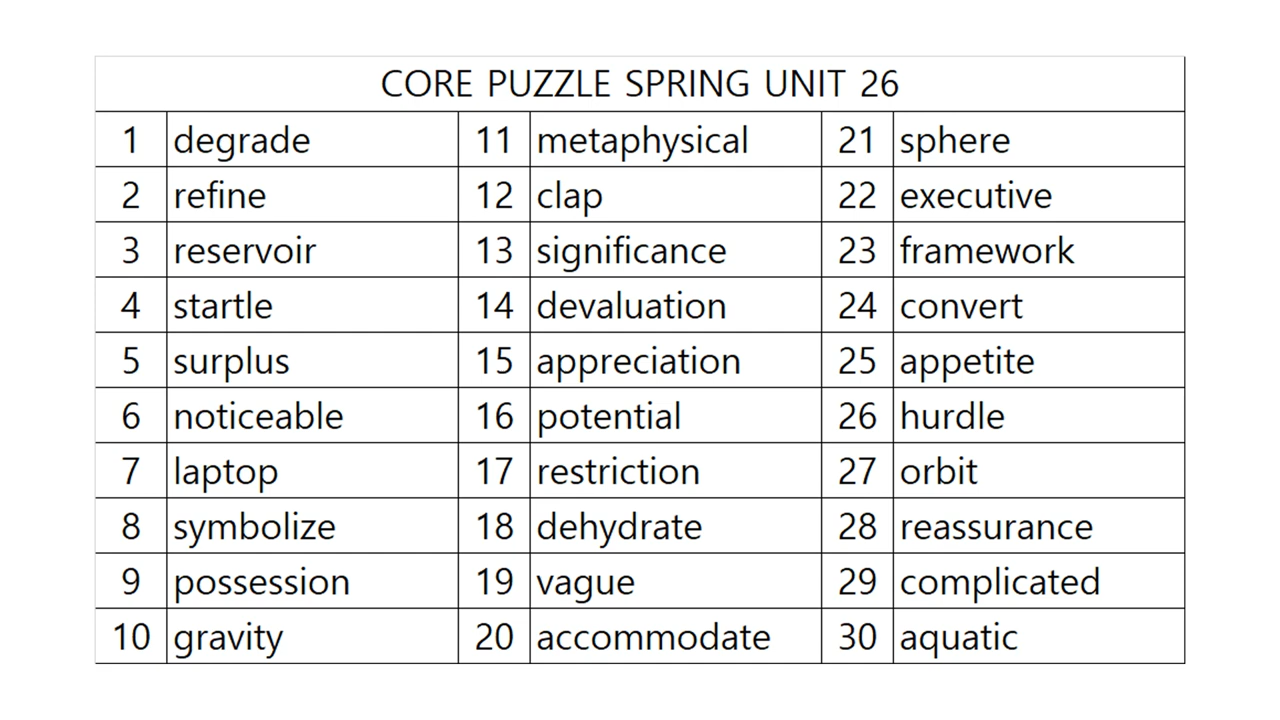 CORE PUZZLE SPRING UNIT 26
1 degrade 11 metaphysical 21 sphere
2 refine 12 clap 22 executive
3 reservoir 13 significance 23 framework
4 startle 14 devaluation 24 convert
5 surplus 15 appreciation 25 appetite
6 noticeable 16 potential 26 hurdle
7 laptop 17 restriction 27 orbit
8 symbolize 18 dehydrate 28 reassurance
9 possession 19 vague 29 complicated
10 gravity 20 accommodate 30 aquatic